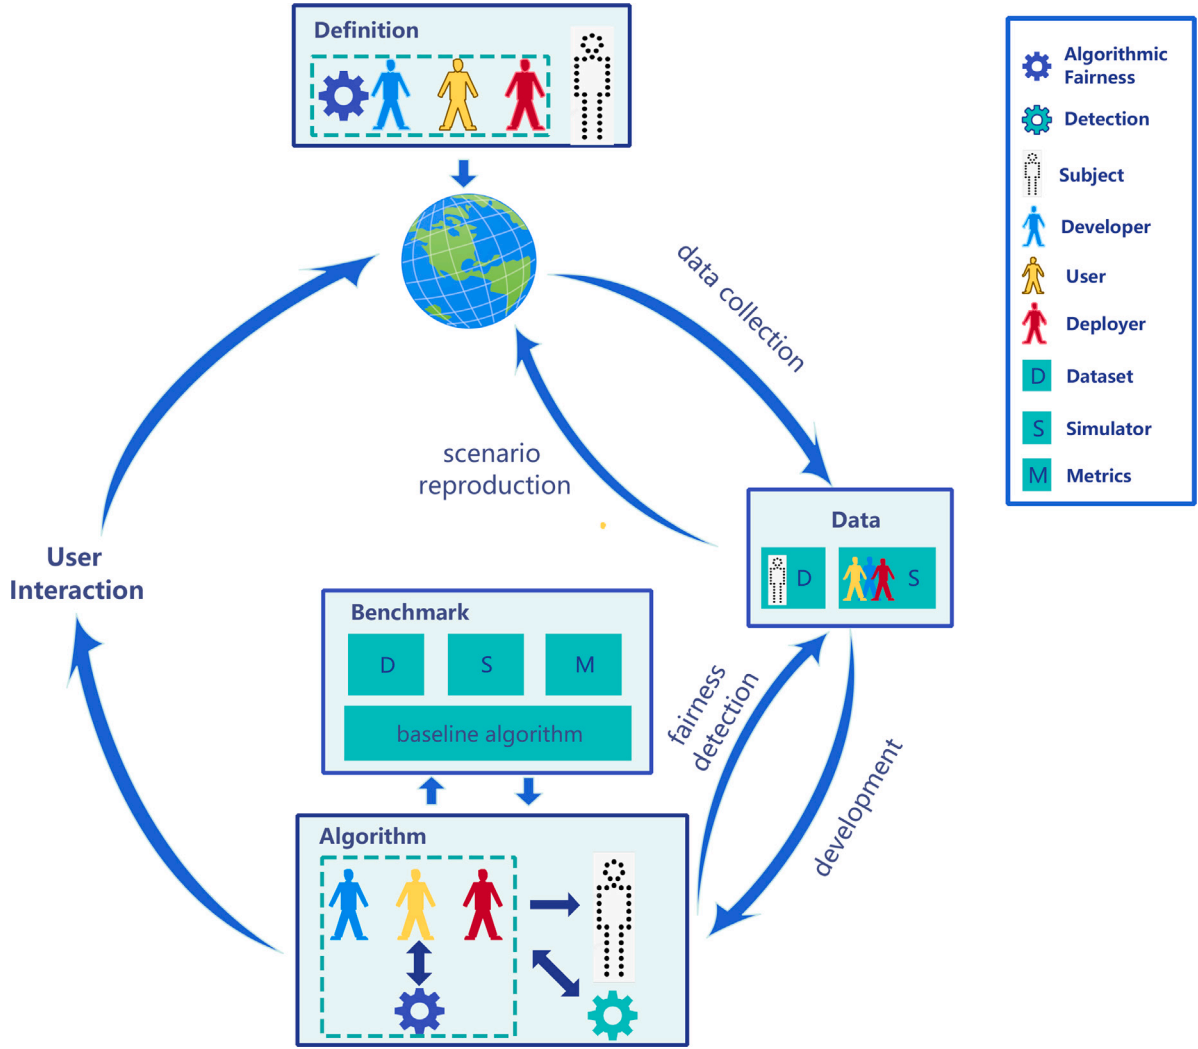 Definition
Algorithmic
Fairness
Detection
Subject
Developer
User
Deployer
D Dataset
S Simulator
M Metrics
data collection
scenario
reproduction
Data
D
S
User
Interaction
Benchmark
D
S
M
baseline algorithm
fairness
detection
development
Algorithm